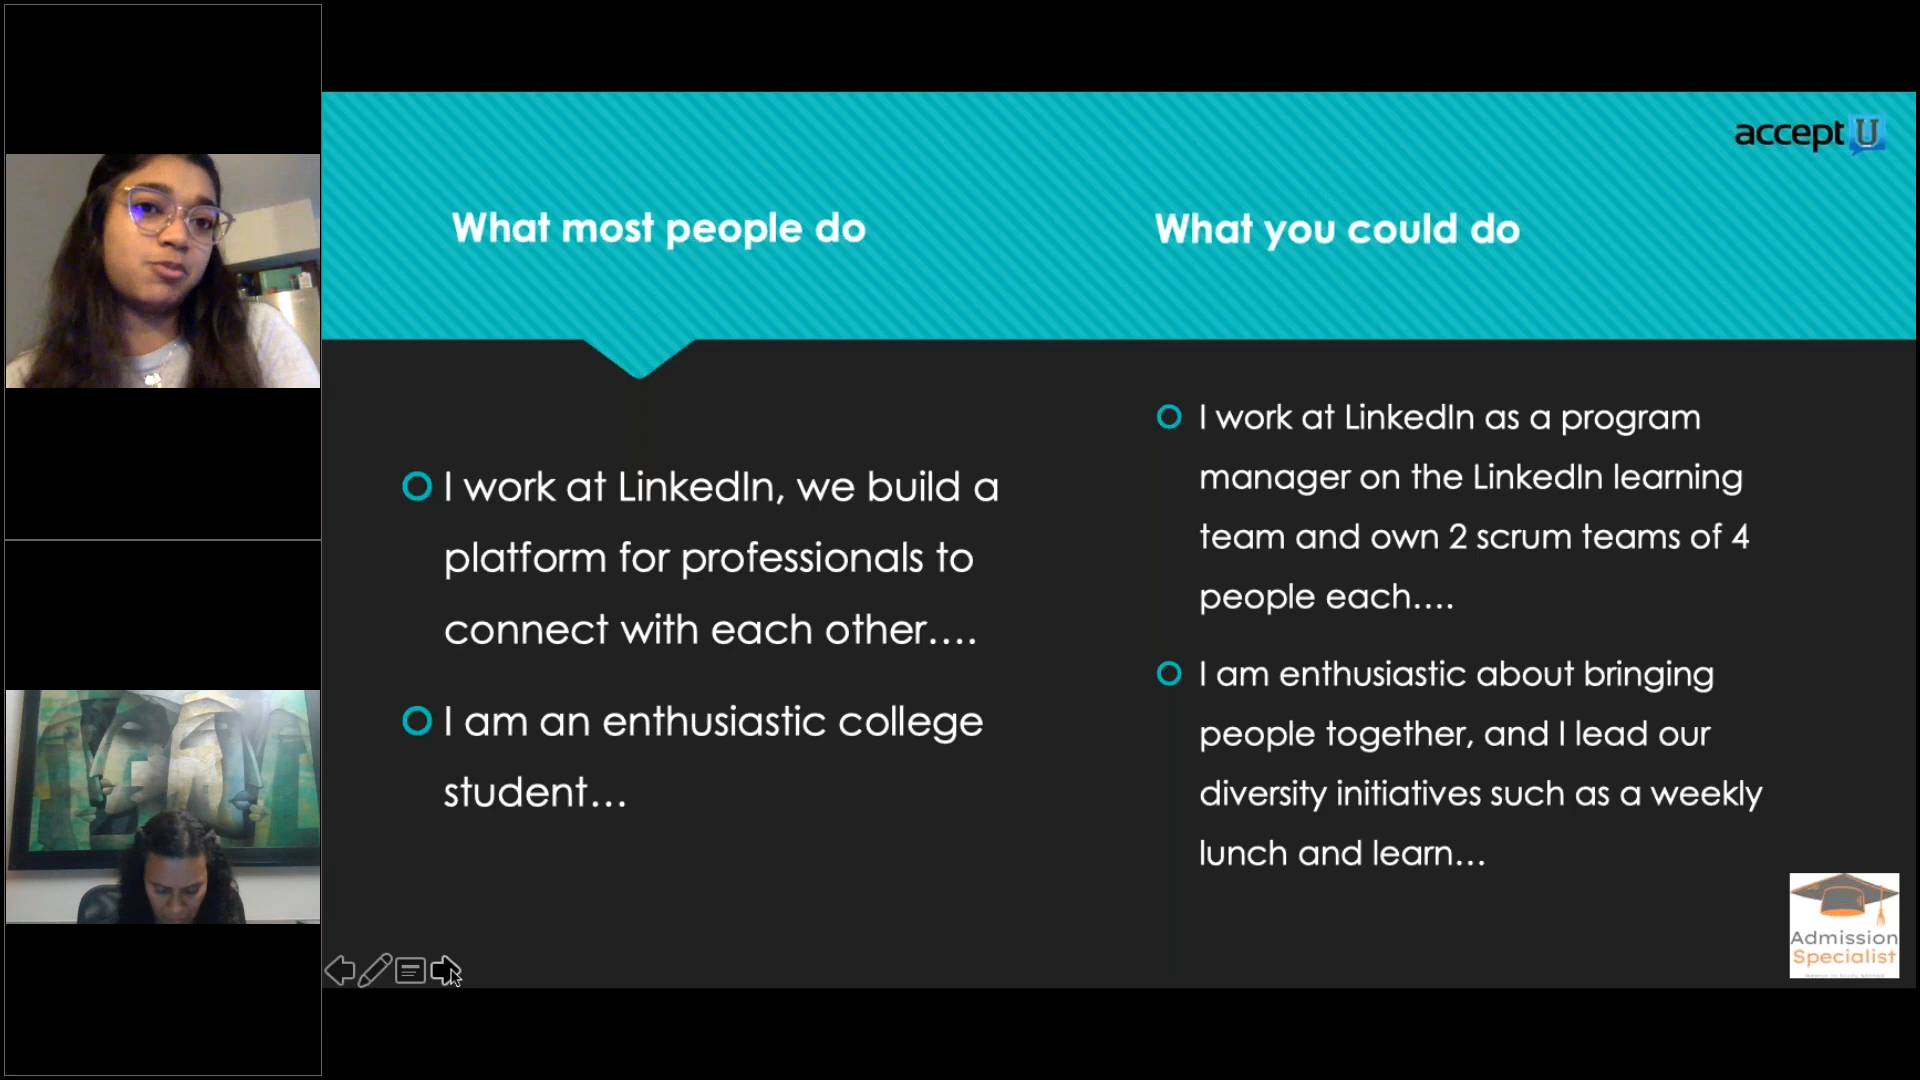 accept U
What most people do
What you could do
I work at LinkedIn, we build a
platform for professionals to
connect with each other....
I am an enthusiastic college
student...
I work at LinkedIn as a program
manager on the LinkedIn learning
team and own 2 scrum teams of 4
people each....
I am enthusiastic about bringing
people together, and I lead our
diversity initiatives such as a weekly
lunch and learn...
Admission
Specialist